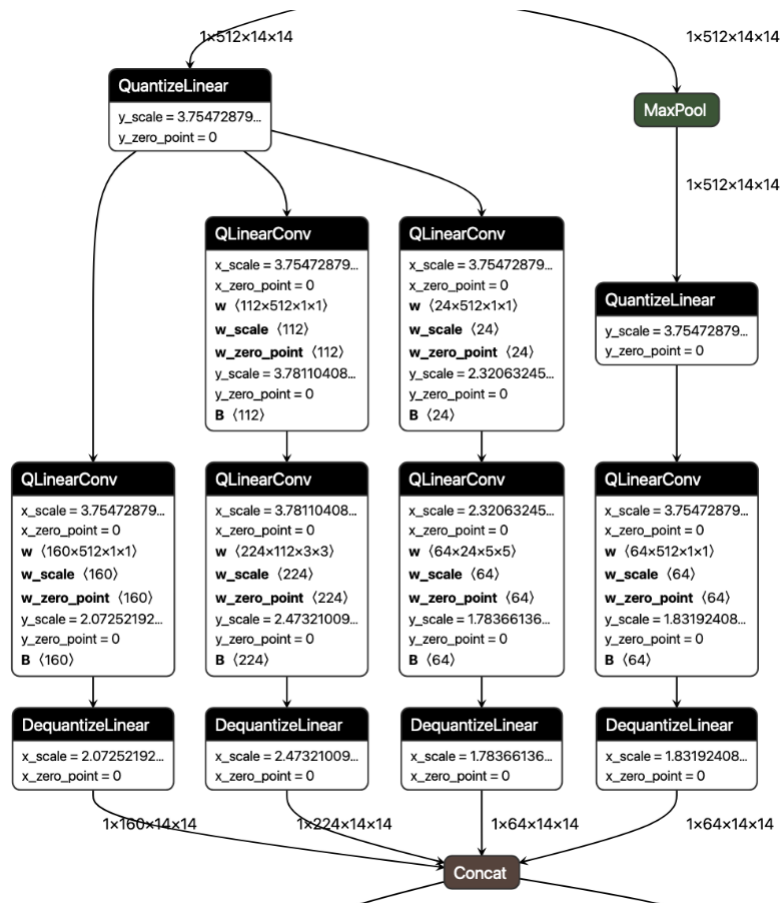 1×512×14×14
1×512×14×14
QuantizeLinear
y_scale = 3.75472879...
y_zero_point = 0
MaxPool
1×512×14×14
QLinearConv
x_scale = 3.75472879...
x_zero_point = 0
w ⟨112×512×1×1⟩
w_scale ⟨112⟩
w_zero_point ⟨112⟩
y_scale = 3.78110408...
y_zero_point = 0
B ⟨112⟩
QLinearConv
x_scale = 3.75472879...
x_zero_point = 0
w ⟨24×512×1×1⟩
w_scale ⟨24⟩
w_zero_point ⟨24⟩
y_scale = 2.32063245...
y_zero_point = 0
B ⟨24⟩
QuantizeLinear
y_scale = 3.75472879...
y_zero_point = 0
QLinearConv
x_scale = 3.75472879...
x_zero_point = 0
w ⟨160×512×1×1⟩
w_scale ⟨160⟩
w_zero_point ⟨160⟩
y_scale = 2.07252192...
y_zero_point = 0
B ⟨160⟩
QLinearConv
x_scale = 3.78110408...
x_zero_point = 0
w ⟨224×112×3×3⟩
w_scale ⟨224⟩
w_zero_point ⟨224⟩
y_scale = 2.47321009...
y_zero_point = 0
B ⟨224⟩
QLinearConv
x_scale = 2.32063245...
x_zero_point = 0
w ⟨64×24×5×5⟩
w_scale ⟨64⟩
w_zero_point ⟨64⟩
y_scale = 1.78366136...
y_zero_point = 0
B ⟨64⟩
QLinearConv
x_scale = 3.75472879...
x_zero_point = 0
w ⟨64×512×1×1⟩
w_scale ⟨64⟩
w_zero_point ⟨64⟩
y_scale = 1.83192408...
y_zero_point = 0
B ⟨64⟩
DequantizeLinear
x_scale = 2.07252192...
x_zero_point = 0
DequantizeLinear
x_scale = 2.47321009...
x_zero_point = 0
DequantizeLinear
x_scale = 1.78366136...
x_zero_point = 0
DequantizeLinear
x_scale = 1.83192408...
x_zero_point = 0
1×160×14×14
1×224×14×14
1×64×14×14
1×64×14×14
Concat